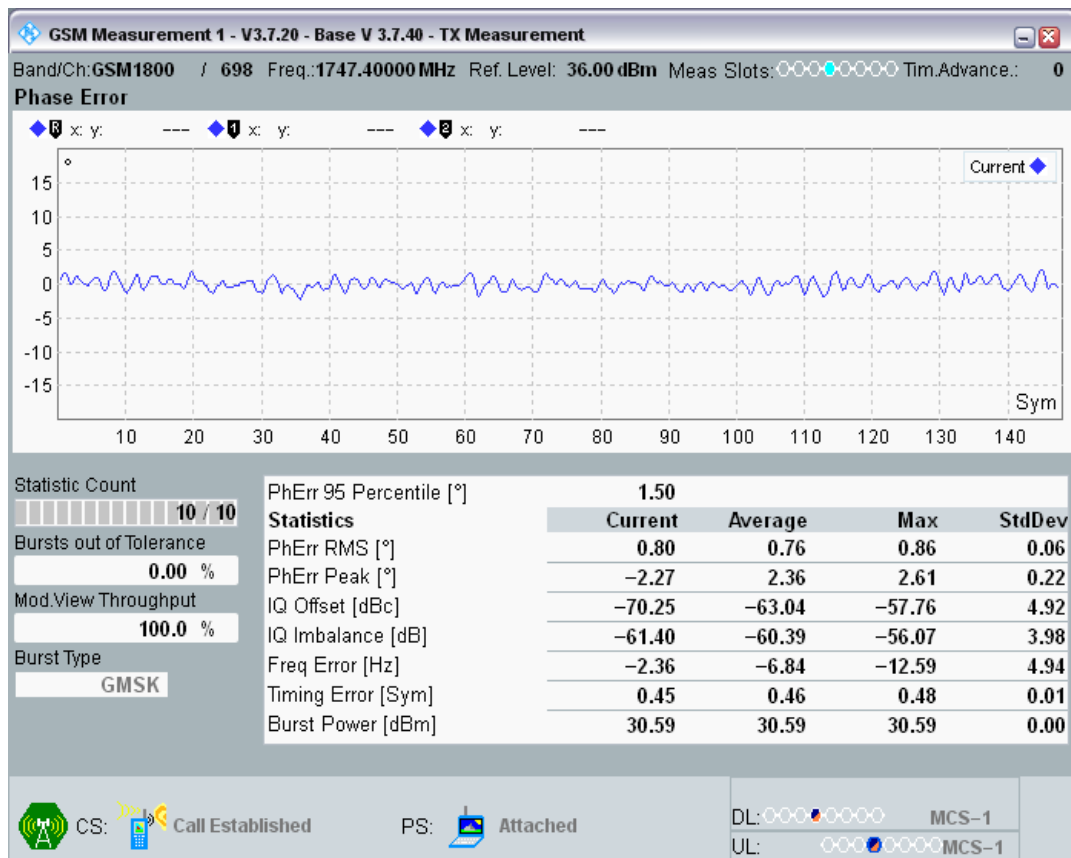 GSM Measurement 1 - V3.7.20 - Base V 3.7.40 - TX Measurement
Band/Ch:GSM1800 / 698 Freq.:1747.40000 MHz Ref. Level: 36.00 dBm Meas Slots: Tim.Advance.: 0
Phase Error
R x: y: --- 1 x: y: --- 2 x: y: ---
°
Current
15
10
5
0
-5
-10
-15
Sym
10 20 30 40 50 60 70 80 90 100 110 120 130 140
Statistic Count
10 / 10
Bursts out of Tolerance
0.00 %
Mod.View Throughput
100.0 %
Burst Type
GMSK
PhErr 95 Percentile [°] 1.50
Statistics Current Average Max StdDev
PhErr RMS [°] 0.80 0.76 0.86 0.06
PhErr Peak [°] −2.27 2.36 2.61 0.22
IQ Offset [dBc] −70.25 −63.04 −57.76 4.92
IQ Imbalance [dB] −61.40 −60.39 −56.07 3.98
Freq Error [Hz] −2.36 −6.84 −12.59 4.94
Timing Error [Sym] 0.45 0.46 0.48 0.01
Burst Power [dBm] 30.59 30.59 30.59 0.00
CS: Call Established PS: Attached
DL: MCS−1
UL: MCS−1